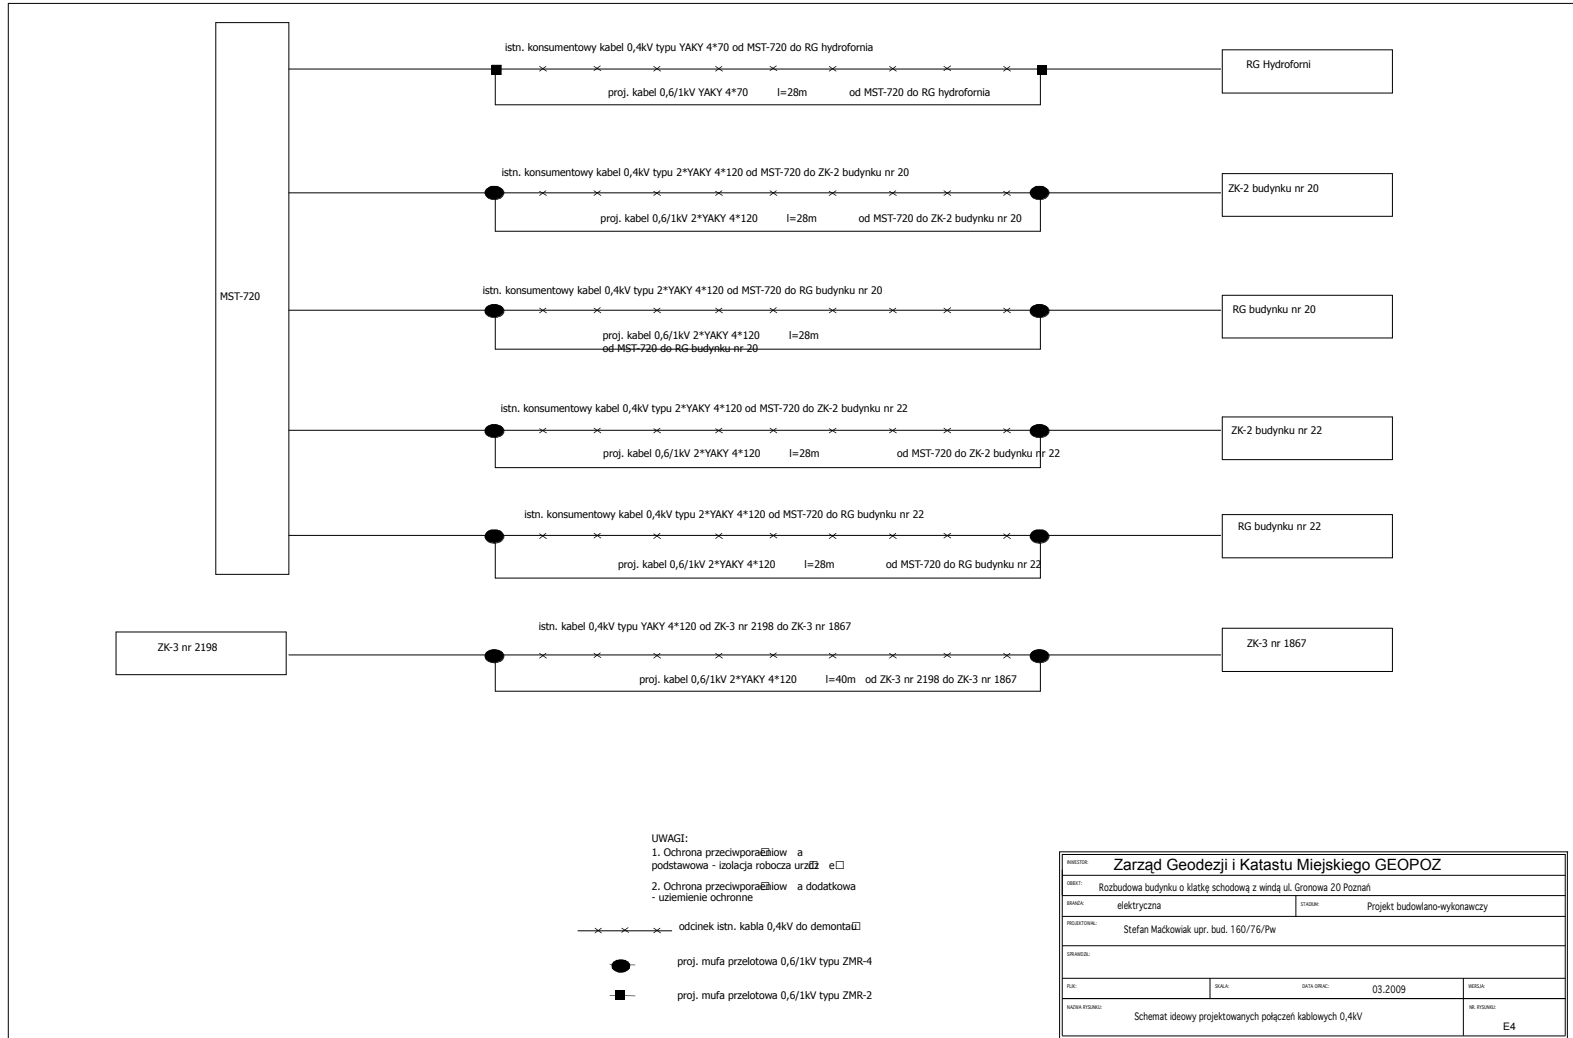 istn. konsumentowy kabel 0,4kV typu YAKY 4*70 od MST-720 do RG hydrofornia
RG Hydroforni
proj. kabel 0,6/1kV YAKY 4*70 l=28m od MST-720 do RG hydrofornia
istn. konsumentowy kabel 0,4kV typu 2*YAKY 4*120 od MST-720 do ZK-2 budynku nr 20
ZK-2 budynku nr 20
proj. kabel 0,6/1kV 2*YAKY 4*120 l=28m od MST-720 do ZK-2 budynku nr 20
MST-720
istn. konsumentowy kabel 0,4kV typu 2*YAKY 4*120 od MST-720 do RG budynku nr 20
RG budynku nr 20
proj. kabel 0,6/1kV 2*YAKY 4*120 l=28m
od MST-720 do RG budynku nr 20
istn. konsumentowy kabel 0,4kV typu 2*YAKY 4*120 od MST-720 do ZK-2 budynku nr 22
ZK-2 budynku nr 22
proj. kabel 0,6/1kV 2*YAKY 4*120 l=28m od MST-720 do ZK-2 budynku nr 22
istn. konsumentowy kabel 0,4kV typu 2*YAKY 4*120 od MST-720 do RG budynku nr 22
RG budynku nr 22
proj. kabel 0,6/1kV 2*YAKY 4*120 l=28m od MST-720 do RG budynku nr 22
istn. kabel 0,4kV typu YAKY 4*120 od ZK-3 nr 2198 do ZK-3 nr 1867
ZK-3 nr 2198
ZK-3 nr 1867
proj. kabel 0,6/1kV 2*YAKY 4*120 l=40m od ZK-3 nr 2198 do ZK-3 nr 1867
UWAGI:
1. Ochrona
podstawowa - izolacja robocza
2. Ochrona dodatkowa
- uziemienie ochronne
odcinek istn. kabla 0,4kV do
proj. mufa przelotowa 0,6/1kV typu ZMR-4
proj. mufa przelotowa 0,6/1kV typu ZMR-2
INWESTOR: Zarząd Geodezji i Katastu Miejskiego GEOPOZ
OBIEKT: Rozbudowa budynku o klatkę schodową z windą ul. Gronowa 20 Poznań
BRANŻA: elektryczna STADIUM: Projekt budowlano-wykonawczy
PROJEKTOWAŁ: Stefan Maćkowiak upr. bud. 160/76/Pw
SPRAWDZIŁ:
PLIK: SKALA: DATA OPRAC: 03.2009 WERSJA:
NAZWA RYSUNKU: Schemat ideowy projektowanych połączeń kablowych 0,4kV
NR. RYSUNKU:
E4